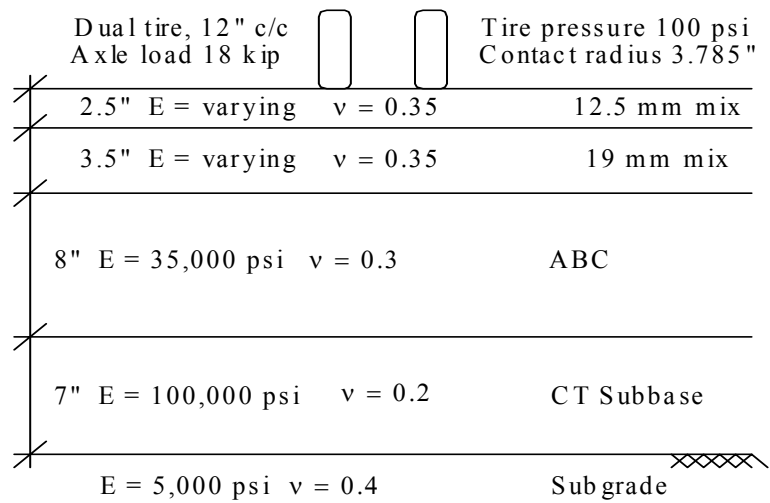 Dual tire, 12" c/c Tire pressure 100 psi
Axle load 18 kip Contact radius 3.785"
2.5" E = varying ν = 0.35 12.5 mm mix
3.5" E = varying ν = 0.35 19 mm mix
8" E = 35,000 psi ν = 0.3 ABC
7" E = 100,000 psi ν = 0.2 CT Subbase
E = 5,000 psi ν = 0.4 Subgrade